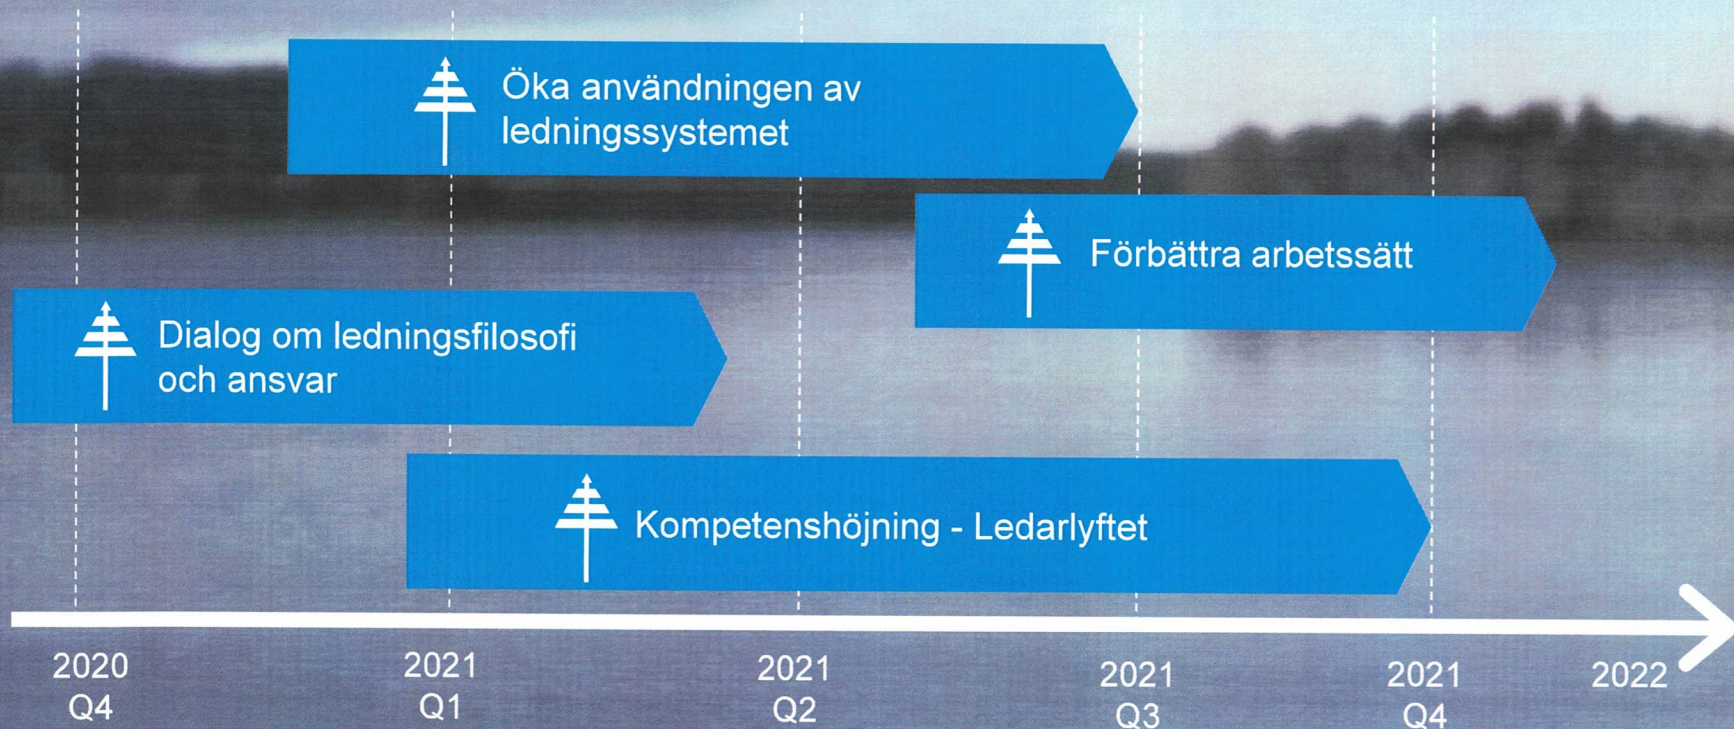 Öka användningen av
ledningssystemet
Förbättra arbetssätt
Dialog om ledningsfilosofi
och ansvar
Kompetenshöjning - Ledarlyftet
2020
Q4
2021
Q1
2021
Q2
2021
Q3
2021
Q4
2022